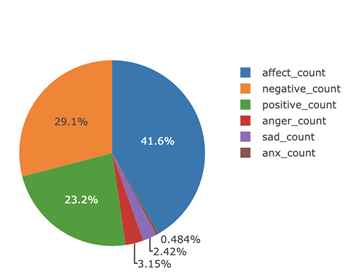 affect_count
negative_count
positive_count
anger_count
sad_count
anx_count
29.1%
41.6%
23.2%
0.484%
2.42%
3.15%